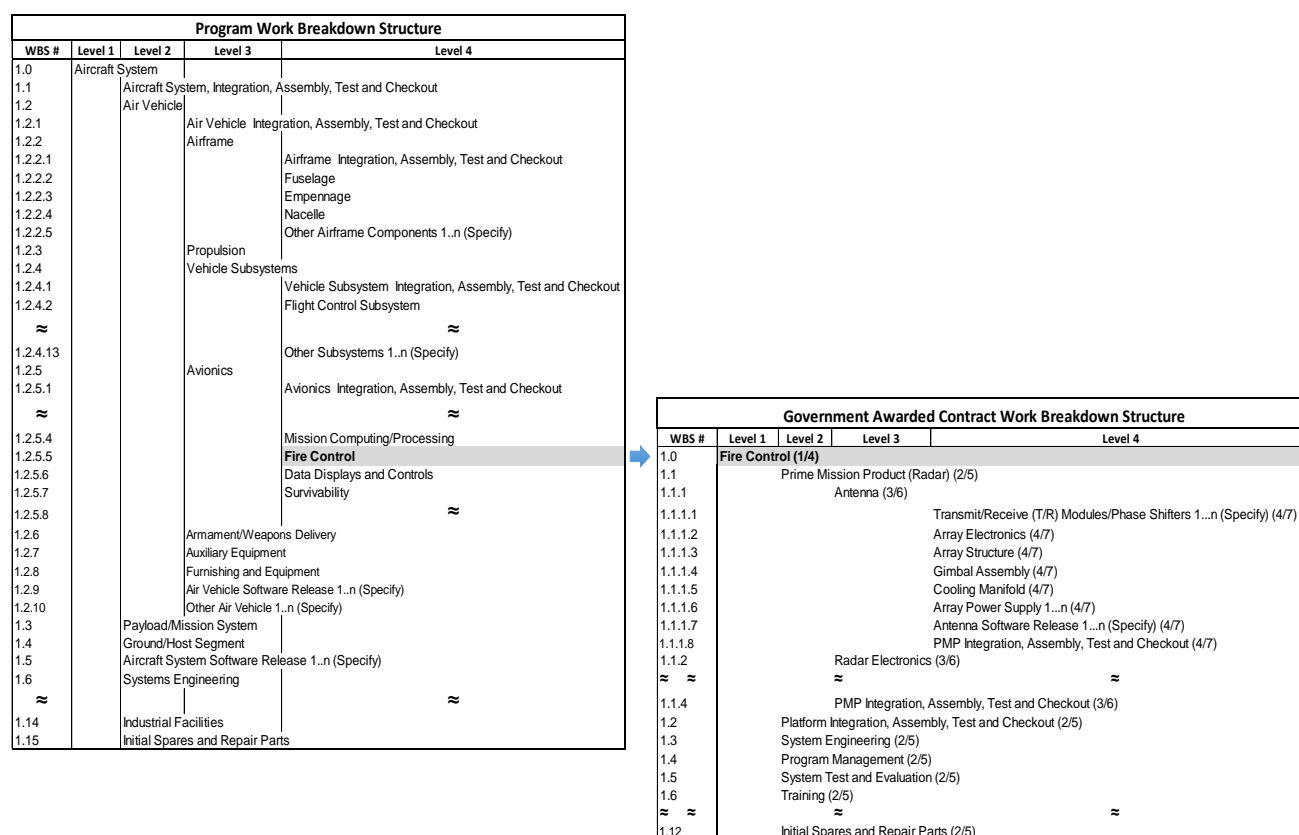 Program Work Breakdown Structure
WBS # Level 1 Level 2 Level 3 Level 4
1.0 Aircraft System
1.1 Aircraft System, Integration, Assembly, Test and Checkout
1.2 Air Vehicle
1.2.1 Air Vehicle Integration, Assembly, Test and Checkout
1.2.2 Airframe
1.2.2.1 Airframe Integration, Assembly, Test and Checkout
1.2.2.2 Fuselage
1.2.2.3 Empennage
1.2.2.4 Nacelle
1.2.2.5 Other Airframe Components 1..n (Specify)
1.2.3 Propulsion
1.2.4 Vehicle Subsystems
1.2.4.1 Vehicle Subsystem Integration, Assembly, Test and Checkout
1.2.4.2 Flight Control Subsystem
≈ ≈
1.2.4.13 Other Subsystems 1..n (Specify)
1.2.5 Avionics
1.2.5.1 Avionics Integration, Assembly, Test and Checkout
≈ ≈
1.2.5.4 Mission Computing/Processing
1.2.5.5 Fire Control
1.2.5.6 Data Displays and Controls
1.2.5.7 Survivability
1.2.5.8 ≈
1.2.6 Armament/Weapons Delivery
1.2.7 Auxiliary Equipment
1.2.8 Furnishing and Equipment
1.2.9 Air Vehicle Software Release 1..n (Specify)
1.2.10 Other Air Vehicle 1..n (Specify)
1.3 Payload/Mission System
1.4 Ground/Host Segment
1.5 Aircraft System Software Release 1..n (Specify)
1.6 Systems Engineering
≈ ≈
1.14 Industrial Facilities
1.15 Initial Spares and Repair Parts
Government Awarded Contract Work Breakdown Structure
WBS # Level 1 Level 2 Level 3 Level 4
1.0 Fire Control (1/4)
1.1 Prime Mission Product (Radar) (2/5)
1.1.1 Antenna (3/6)
1.1.1.1 Transmit/Receive (T/R) Modules/Phase Shifters 1...n (Specify) (4/7)
1.1.1.2 Array Electronics (4/7)
1.1.1.3 Array Structure (4/7)
1.1.1.4 Gimbal Assembly (4/7)
1.1.1.5 Cooling Manifold (4/7)
1.1.1.6 Array Power Supply 1...n (4/7)
1.1.1.7 Antenna Software Release 1...n (Specify) (4/7)
1.1.1.8 PMP Integration, Assembly, Test and Checkout (4/7)
1.1.2 Radar Electronics (3/6)
≈ ≈ ≈ ≈
1.1.4 PMP Integration, Assembly, Test and Checkout (3/6)
1.2 Platform Integration, Assembly, Test and Checkout (2/5)
1.3 System Engineering (2/5)
1.4 Program Management (2/5)
1.5 System Test and Evaluation (2/5)
1.6 Training (2/5)
≈ ≈ ≈ ≈
1.12 Initial Spares and Repair Parts (2/5)